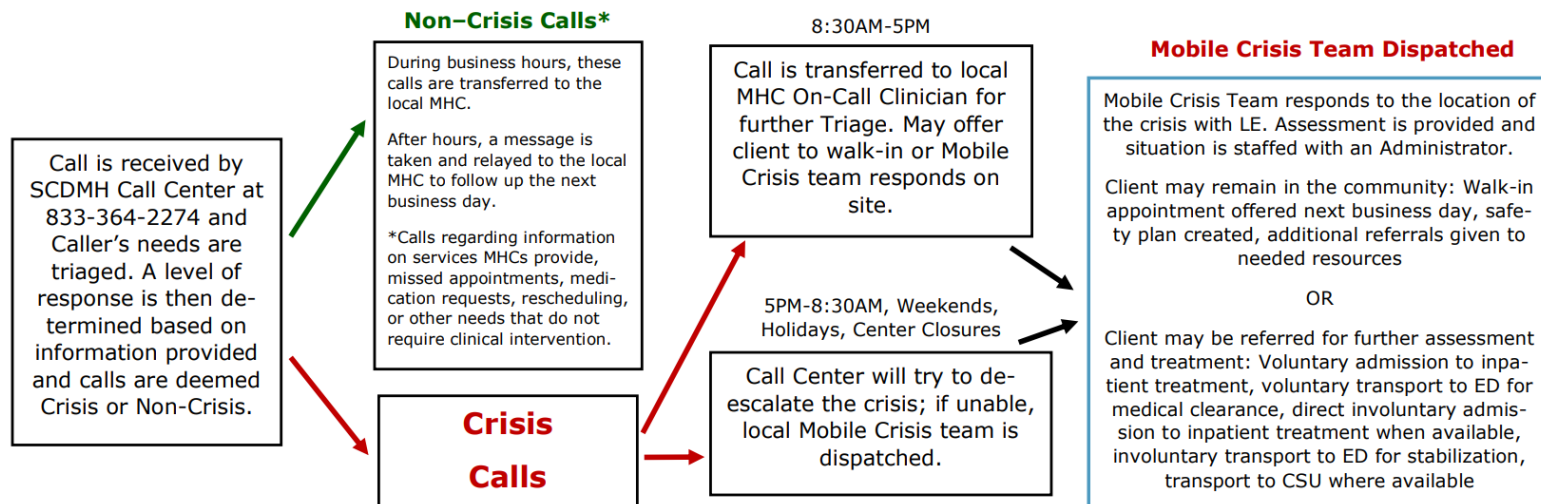 Non–Crisis Calls*
During business hours, these
calls are transferred to the
local MHC.
After hours, a message is
taken and relayed to the local
MHC to follow up the next
business day.
*Calls regarding information
on services MHCs provide,
missed appointments, medi-
cation requests, rescheduling,
or other needs that do not
require clinical intervention.
Call is received by
SCDMH Call Center at
833-364-2274 and
Caller’s needs are
triaged. A level of
response is then de-
termined based on
information provided
and calls are deemed
Crisis or Non-Crisis.
Crisis
Calls
8:30AM-5PM
Call is transferred to local
MHC On-Call Clinician for
further Triage. May offer
client to walk-in or Mobile
Crisis team responds on
site.
5PM-8:30AM, Weekends,
Holidays, Center Closures
Call Center will try to de-
escalate the crisis; if unable,
local Mobile Crisis team is
dispatched.
Mobile Crisis Team Dispatched
Mobile Crisis Team responds to the location of
the crisis with LE. Assessment is provided and
situation is staffed with an Administrator.
Client may remain in the community: Walk-in
appointment offered next business day, safe-
ty plan created, additional referrals given to
needed resources
OR
Client may be referred for further assessment
and treatment: Voluntary admission to inpa-
tient treatment, voluntary transport to ED for
medical clearance, direct involuntary admis-
sion to inpatient treatment when available,
involuntary transport to ED for stabilization,
transport to CSU where available